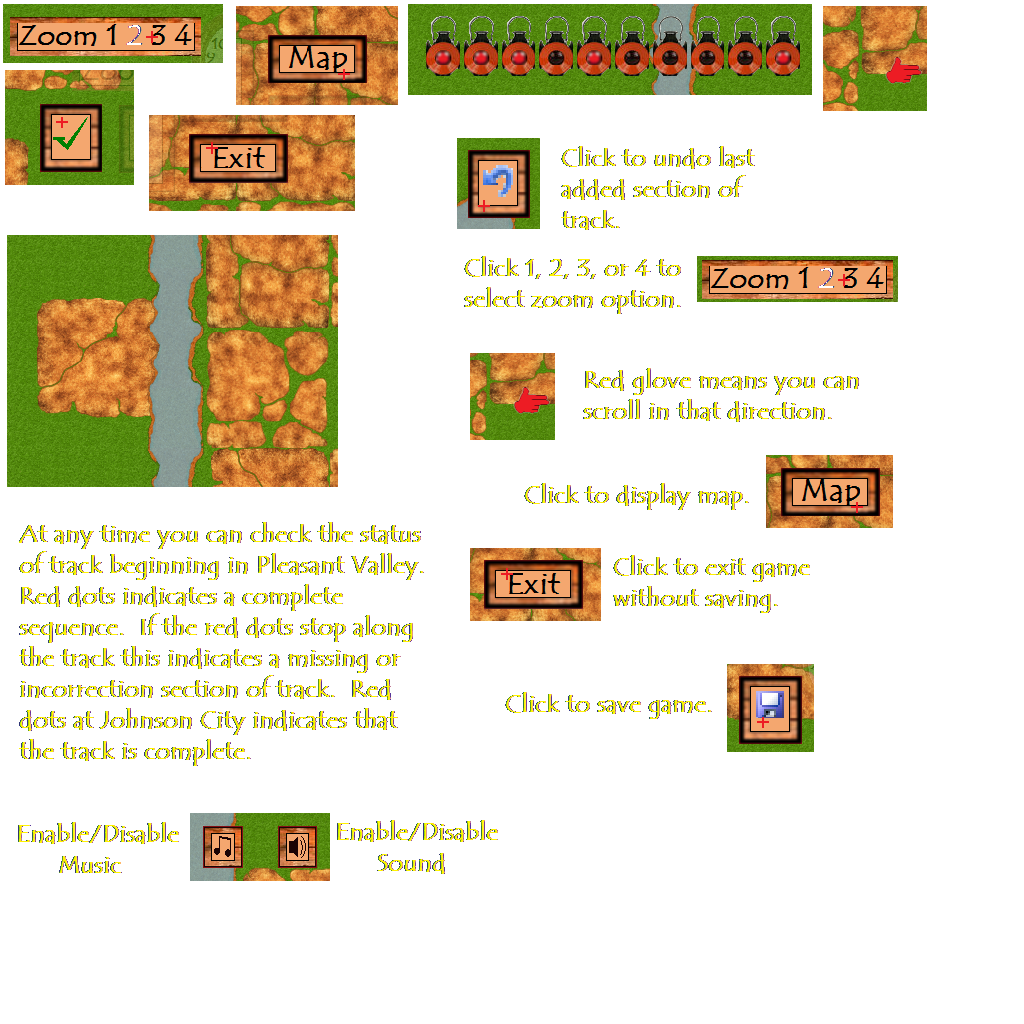 Zoom 1 2 3 4
Map
Exit
Click to undo last
added section of
track.
Click 1, 2, 3, or 4 to
select zoom option.
Zoom 1 2 3 4
Red glove means you can
scroll in that direction.
Click to display map.
Map
Exit
Click to exit game
without saving.
Click to save game.
At any time you can check the status
of track beginning in Pleasant Valley.
Red dots indicates a complete
sequence.  If the red dots stop along
the track this indicates a missing or
incorrection section of track.  Red
dots at Johnson City indicates that
the track is complete.
Enable/Disable
Music
Enable/Disable
Sound